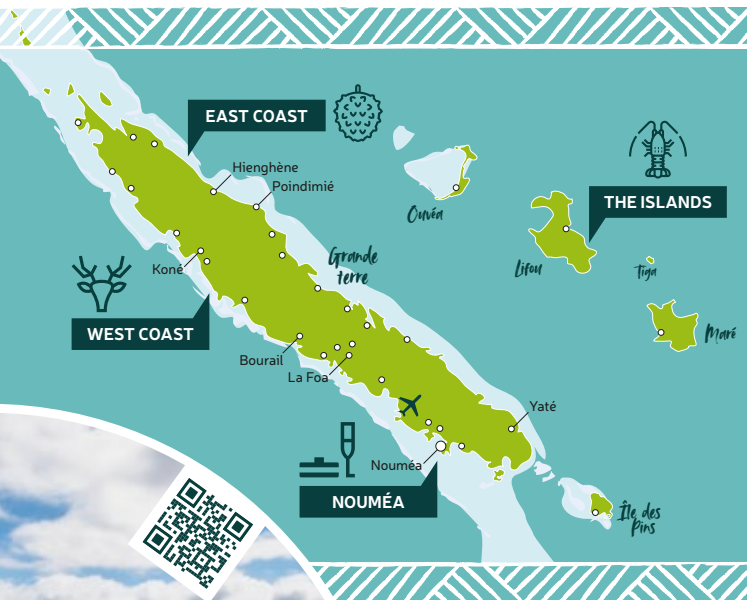 EAST COAST
Hienghène
Poindimié
Ouvéa
THE ISLANDS
Grande
terre
Lifou
Tiga
Koné
WEST COAST
Maré
Bourail
La Foa
Yaté
Nouméa
NOUMÉA
Île des
Pins